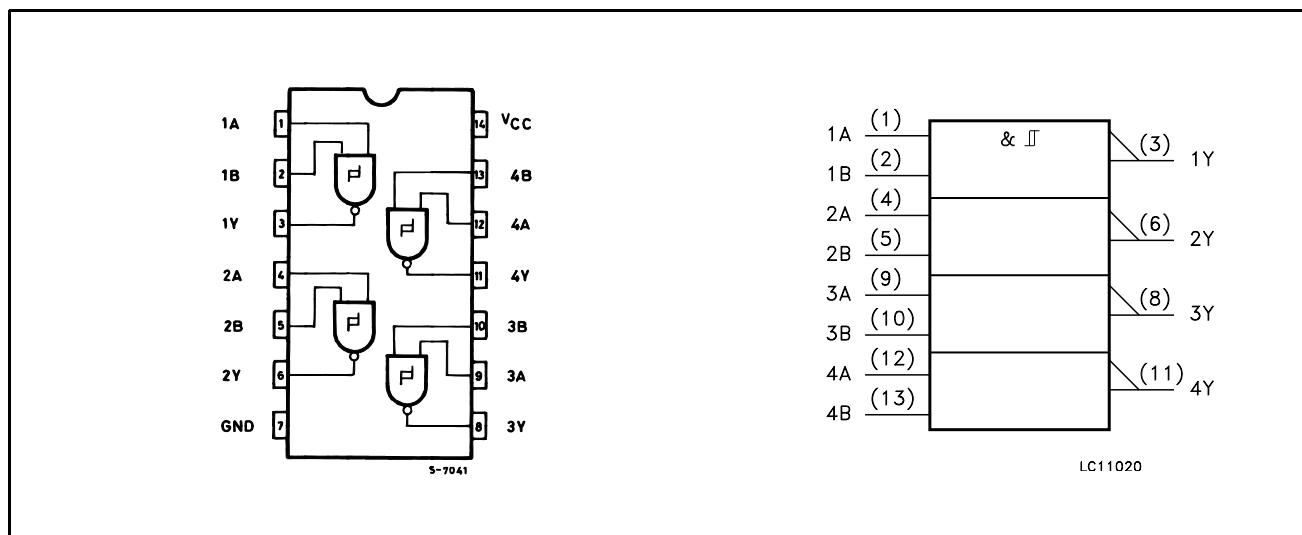 1A 1 14 VCC
1B 2 13 4B
1Y 3 12 4A
2A 4 11 4Y
2B 5 10 3B
2Y 6 9 3A
GND 7 8 3Y
S-7041
& 
1A (1)
1B (2)
2A (4)
2B (5)
3A (9)
3B (10)
4A (12)
4B (13)
(3) 1Y
(6) 2Y
(8) 3Y
(11) 4Y
LC11020